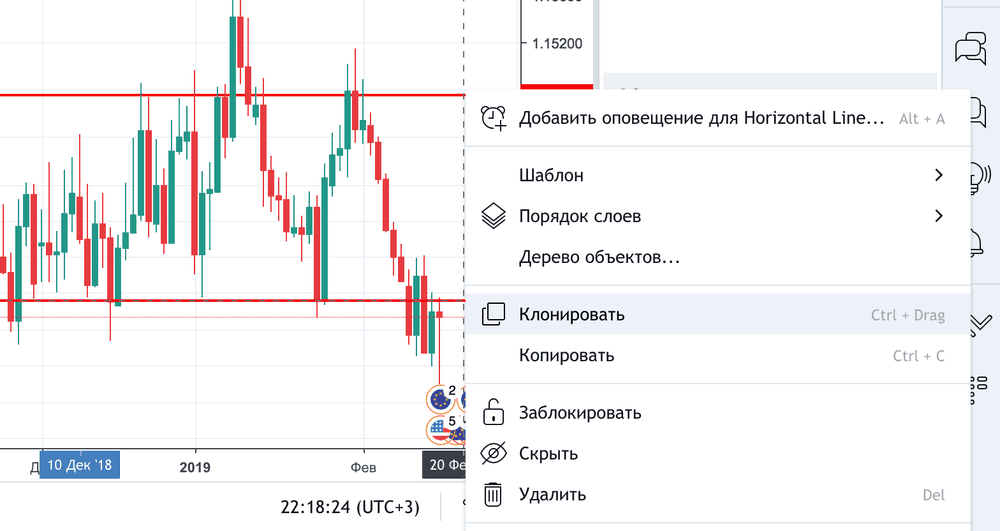 1.15200
Добавить оповещение для Horizontal Line... Alt + A
Шаблон
Порядок слоев
Дерево объектов...
Клонировать Ctrl + Drag
Копировать Ctrl + C
2
Заблокировать
5
Скрыть
10 Дек '18 2019 Фев 20 Фе
Удалить Del
22:18:24 (UTC+3)